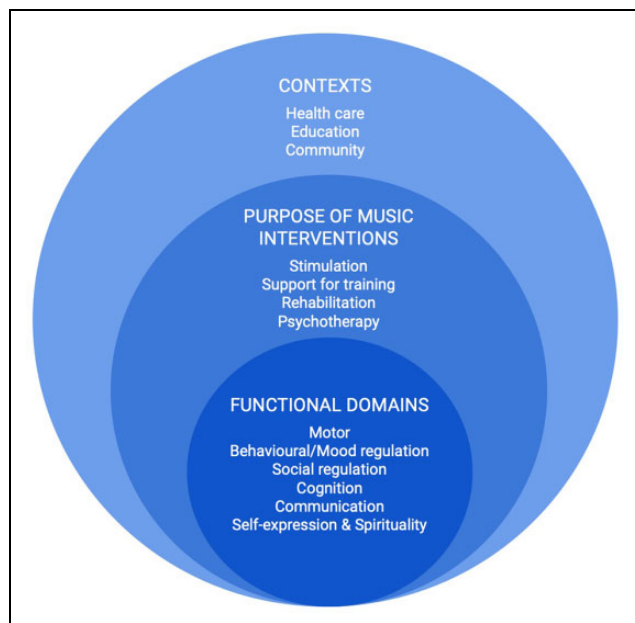 CONTEXTS
Health care
Education
Community
PURPOSE OF MUSIC
INTERVENTIONS
Stimulation
Support for training
Rehabilitation
Psychotherapy
FUNCTIONAL DOMAINS
Motor
Behavioural/Mood regulation
Social regulation
Cognition
Communication
Self-expression & Spirituality